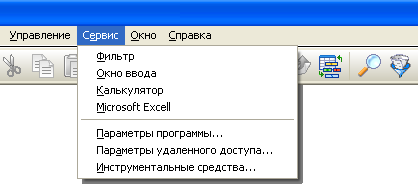 Управление Сервис Окно Справка
Фильтр
Окно ввода
Калькулятор
Microsoft Excell
Параметры программы...
Параметры удаленного доступа...
Инструментальные средства...